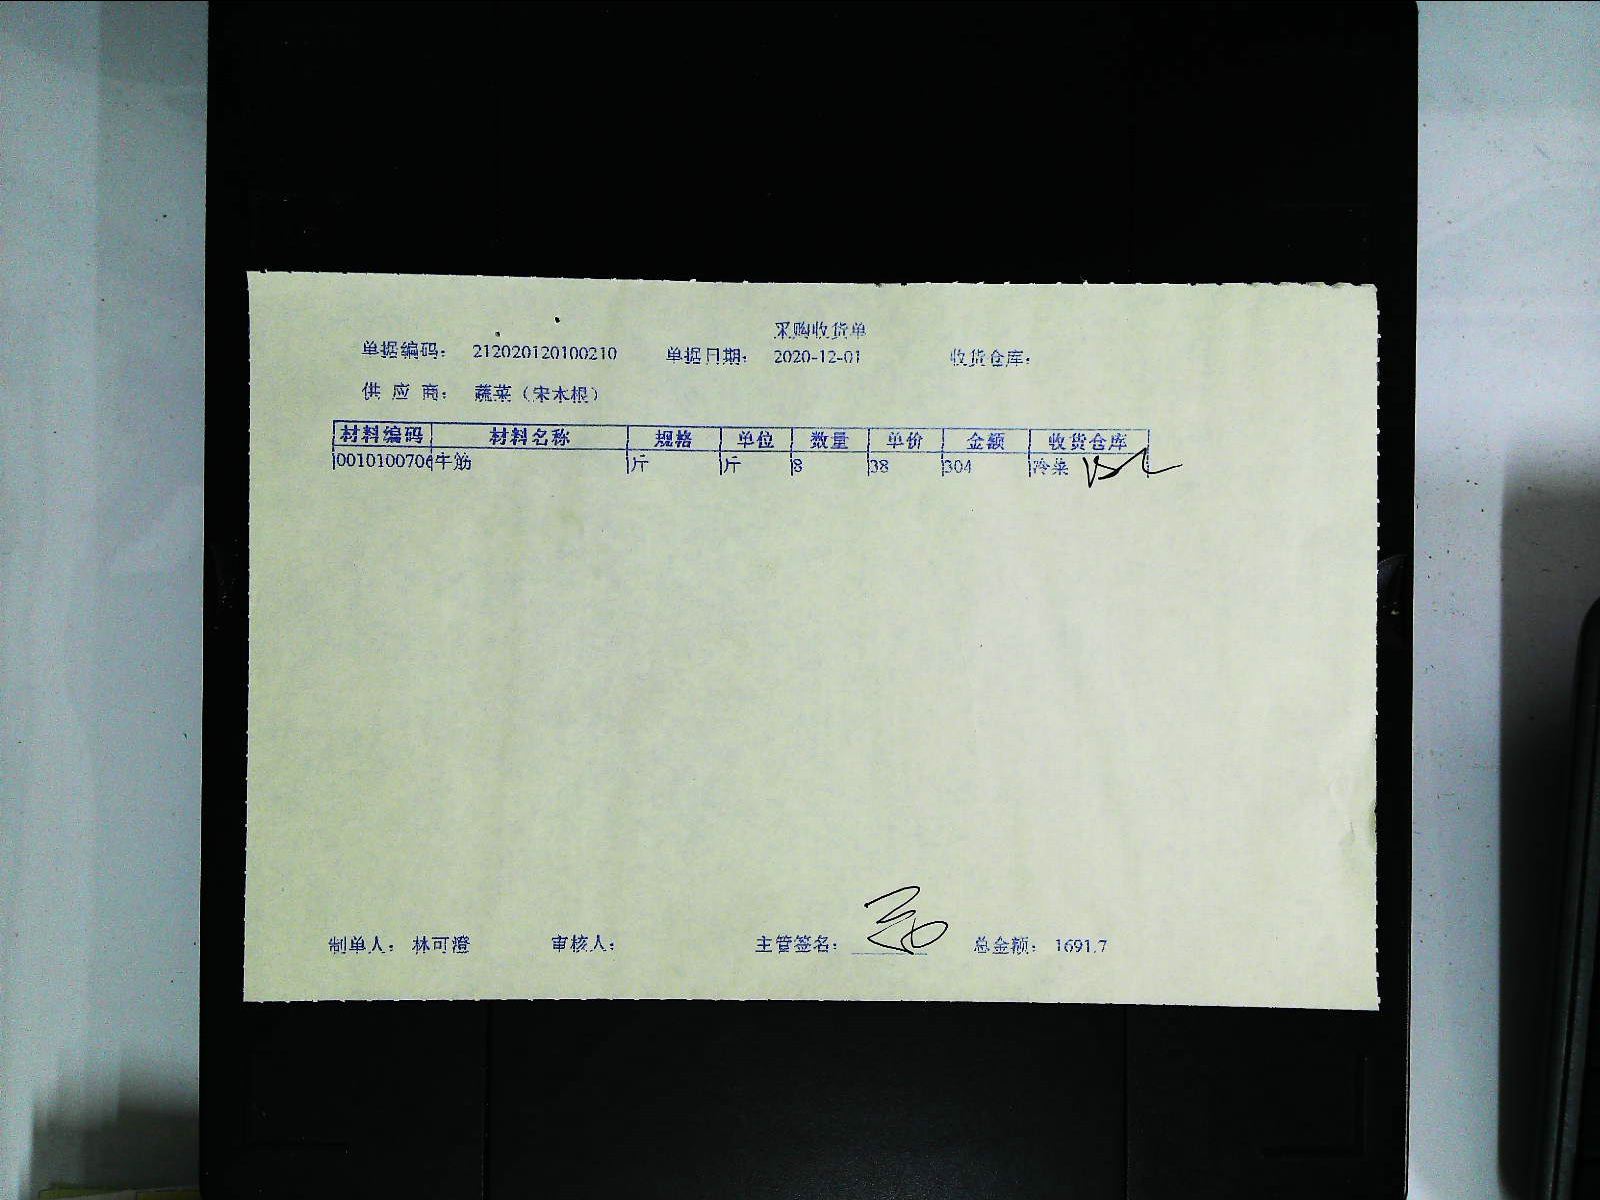 采购收货单
单据编码： 212020120100210 单据日期： 2020-12-01 收货仓库：
供 应 商： 蔬菜（宋本根）
材料编码 材料名称 规格 单位 数量 单价 金额 收货仓库
0010100706 牛筋 斤 斤 8 38 304 冷菜
制单人： 林可澄 审核人： 主管签名： 总金额： 1691.7